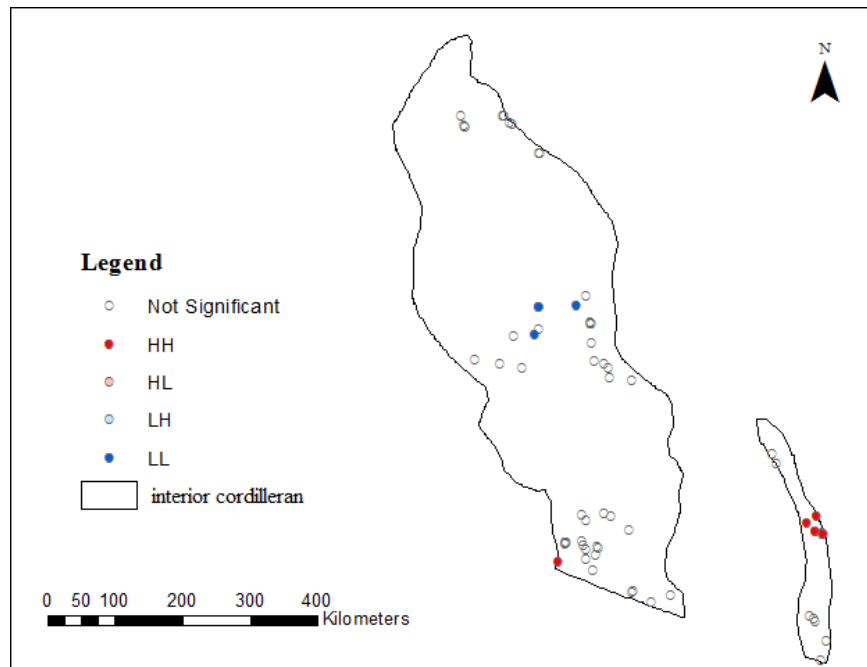 N
Legend
Not Significant
HH
HL
LH
LL
interior cordilleran
0 50 100 200 300 400
Kilometers